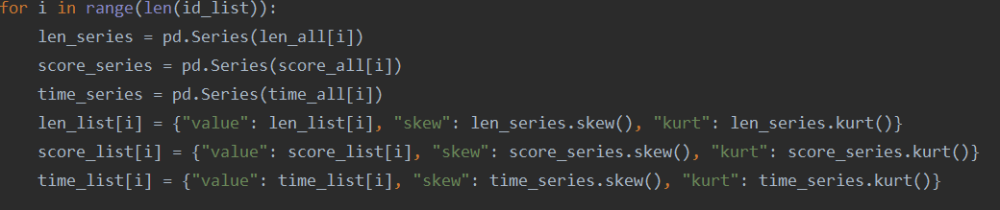 for i in range(len(id_list)):
    len_series = pd.Series(len_all[i])
    score_series = pd.Series(score_all[i])
    time_series = pd.Series(time_all[i])
    len_list[i] = {"value": len_list[i], "skew": len_series.skew(), "kurt": len_series.kurt()}
    score_list[i] = {"value": score_list[i], "skew": score_series.skew(), "kurt": score_series.kurt()}
    time_list[i] = {"value": time_list[i], "skew": time_series.skew(), "kurt": time_series.kurt()}